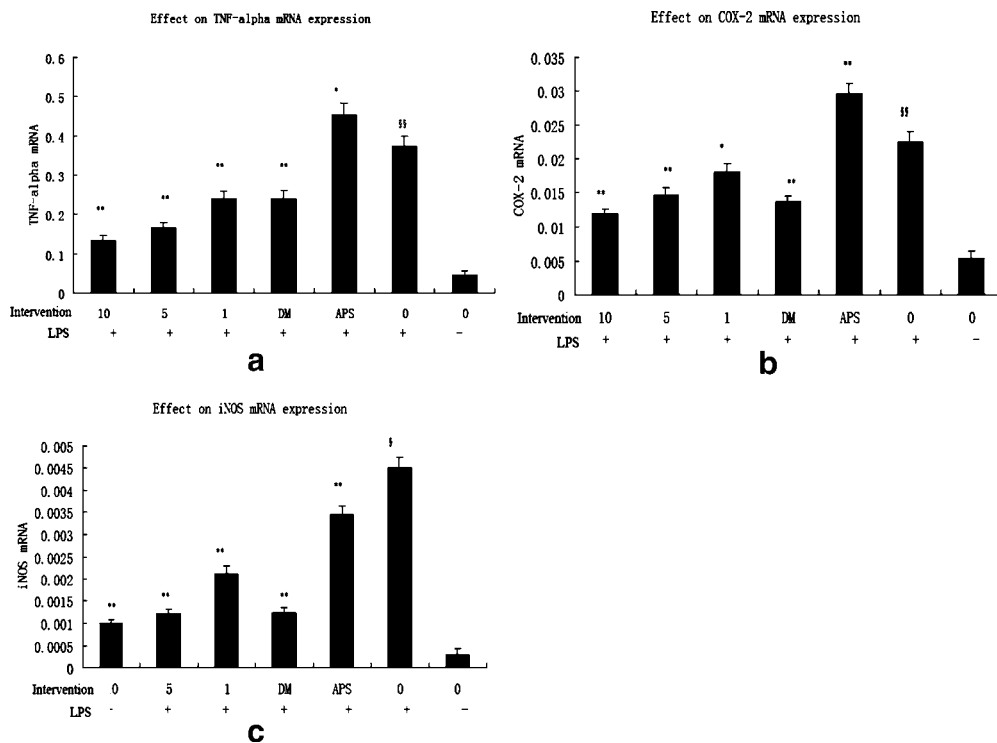 Effect on TNF-alpha mRNA expression
TNF-alpha mRNA
0.6
0.5
0.4
0.3
0.2
0.1
0
** ** ** ** * §§
Intervention 10 5 1 DM APS 0 0
LPS + + + + + + -
a
Effect on COX-2 mRNA expression
COX-2 mRNA
0.035
0.03
0.025
0.02
0.015
0.01
0.005
0
** ** * ** ** §§
Intervention 10 5 1 DM APS 0 0
LPS + + + + + + -
b
Effect on iNOS mRNA expression
iNOS mRNA
0.005
0.0045
0.004
0.0035
0.003
0.0025
0.002
0.0015
0.001
0.0005
0
** ** ** ** ** §
Intervention .0 5 1 DM APS 0 0
LPS - + + + + + -
c